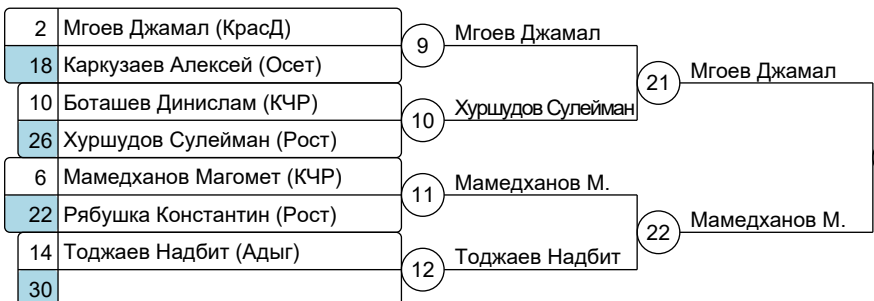 2 Мгоев Джамал (КрасД)
18 Каркузаев Алексей (Осет)
10 Боташев Динислам (КЧР)
26 Хуршудов Сулейман (Рост)
6 Мамедханов Магомет (КЧР)
22 Рябушка Константин (Рост)
14 Тоджаев Надбит (Адыг)
30
9 Мгоев Джамал
10 Хуршудов Сулейман
11 Мамедханов М.
12 Тоджаев Надбит
21 Мгоев Джамал
22 Мамедханов М.